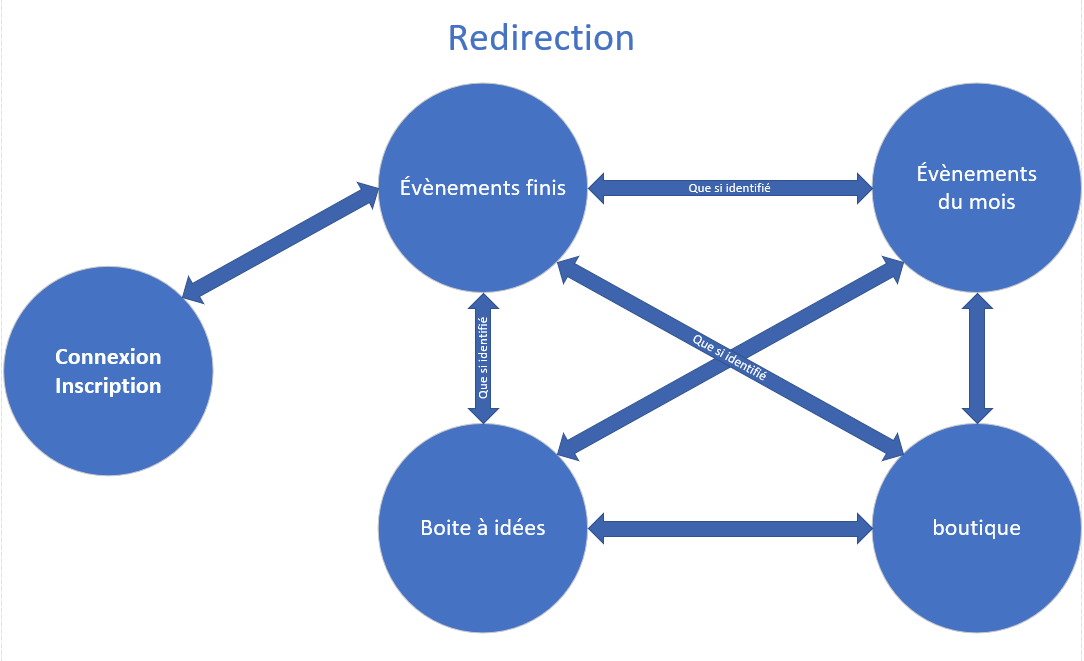 Redirection
Évènements finis
Que si identifié
Évènements
du mois
Connexion
Inscription
Que si identifié
Que si identifié
Boite à idées
boutique